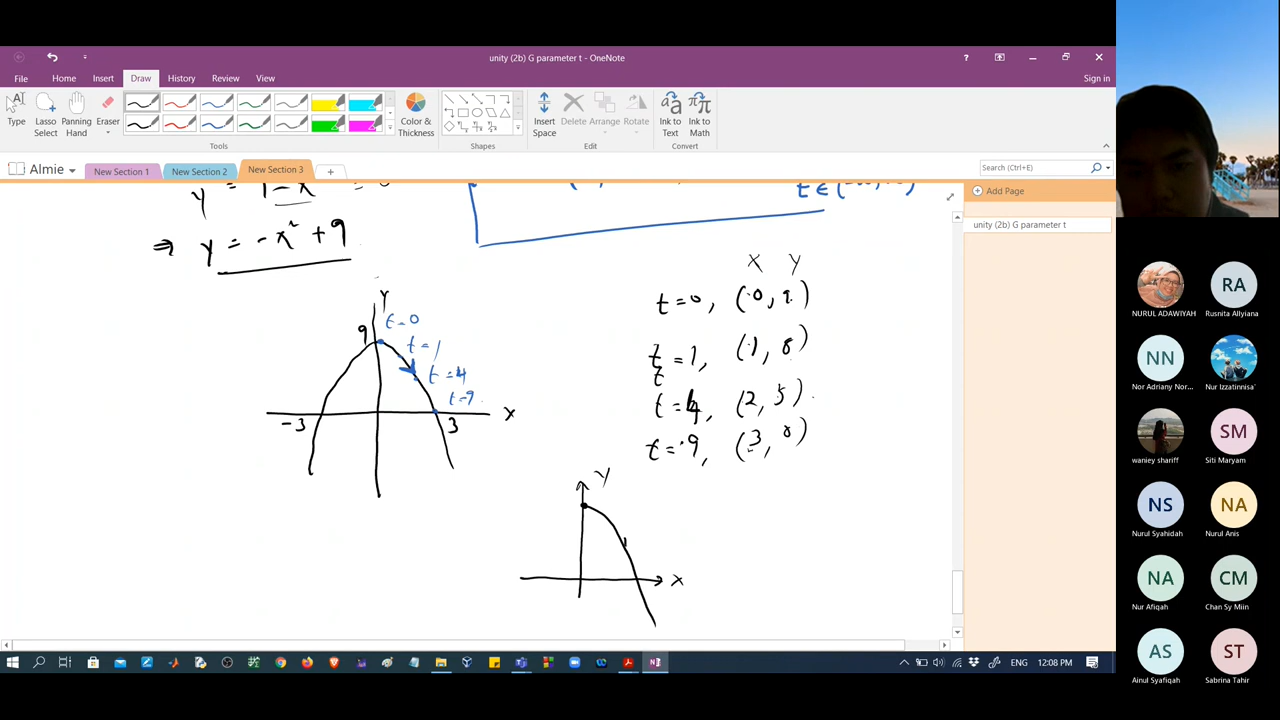 unity (2b) G parameter t - OneNote
?
File
Home
Insert
Draw
History
Review
View
Sign in
Type
Lasso Select
Panning Hand
Eraser
Color & Thickness
Insert Space
Delete
Arrange
Rotate
Ink to Text
Ink to Math
Tools
Shapes
Edit
Convert
Almie
New Section 1
New Section 2
New Section 3
Search (Ctrl+E)
Add Page
unity (2b) G parameter t
⇒ y = -x² + 9
X Y
t=0, (0, 9)
t=1, (1, 8)
t
t=4, (2, 5)
t=9, (3, 0)
Y
9
t=0
t=1
t=4
t=9
-3
3
X
Y
X
NURUL ADAWIYAH
RA
Rusnita Allyiana
NN
Nor Adriany Nor...
Nur Izzatinnisa'
waniey shariff
SM
Siti Maryam
NS
Nurul Syahidah
NA
Nurul Anis
NA
Nur Afiqah
CM
Chan Sy Miin
AS
Ainul Syafiqah
ST
Sabrina Tahir
ENG
12:08 PM